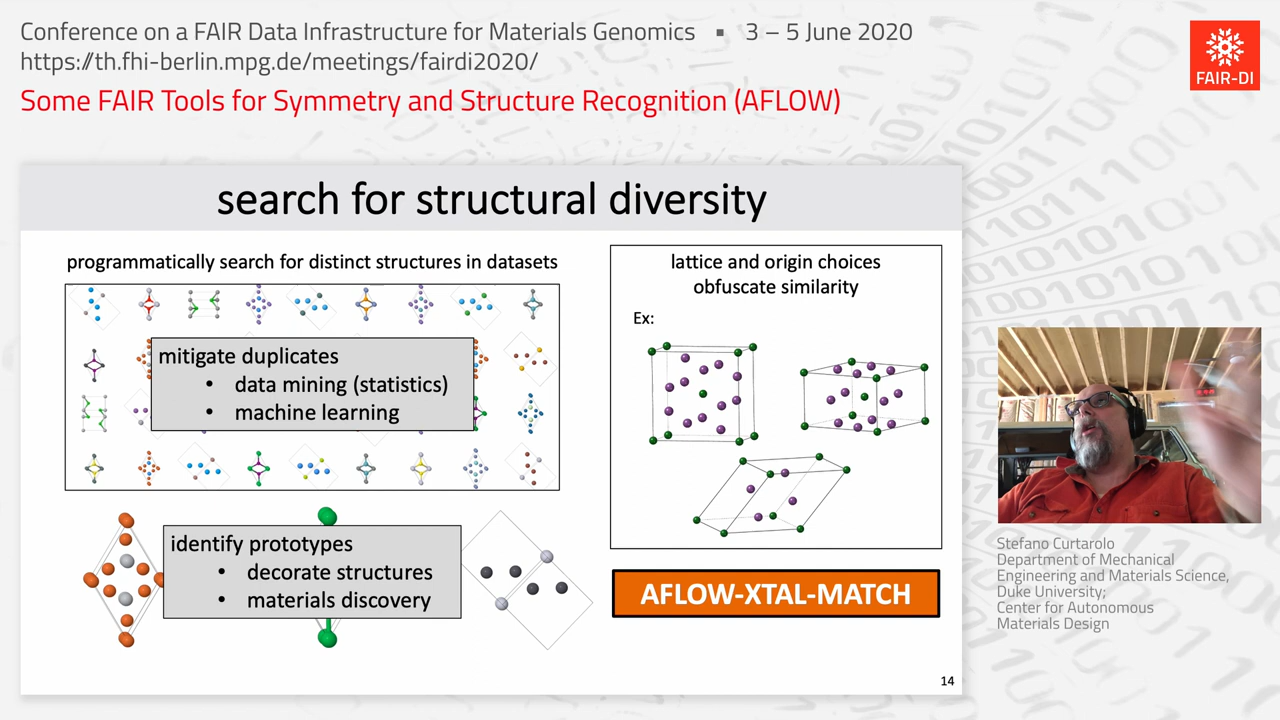 Conference on a FAIR Data Infrastructure for Materials Genomics ▪ 3 – 5 June 2020
https://th.fhi-berlin.mpg.de/meetings/fairdi2020/
Some FAIR Tools for Symmetry and Structure Recognition (AFLOW)
FAIR-DI
search for structural diversity
programmatically search for distinct structures in datasets
mitigate duplicates
• data mining (statistics)
• machine learning
identify prototypes
• decorate structures
• materials discovery
lattice and origin choices
obfuscate similarity
Ex:
AFLOW-XTAL-MATCH
14
Stefano Curtarolo
Department of Mechanical
Engineering and Materials Science,
Duke University;
Center for Autonomous
Materials Design